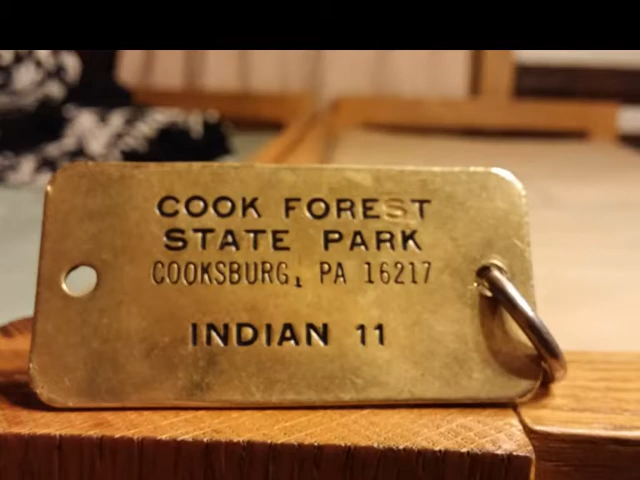 COOK FOREST
STATE PARK
COOKSBURG, PA 16217
INDIAN 11